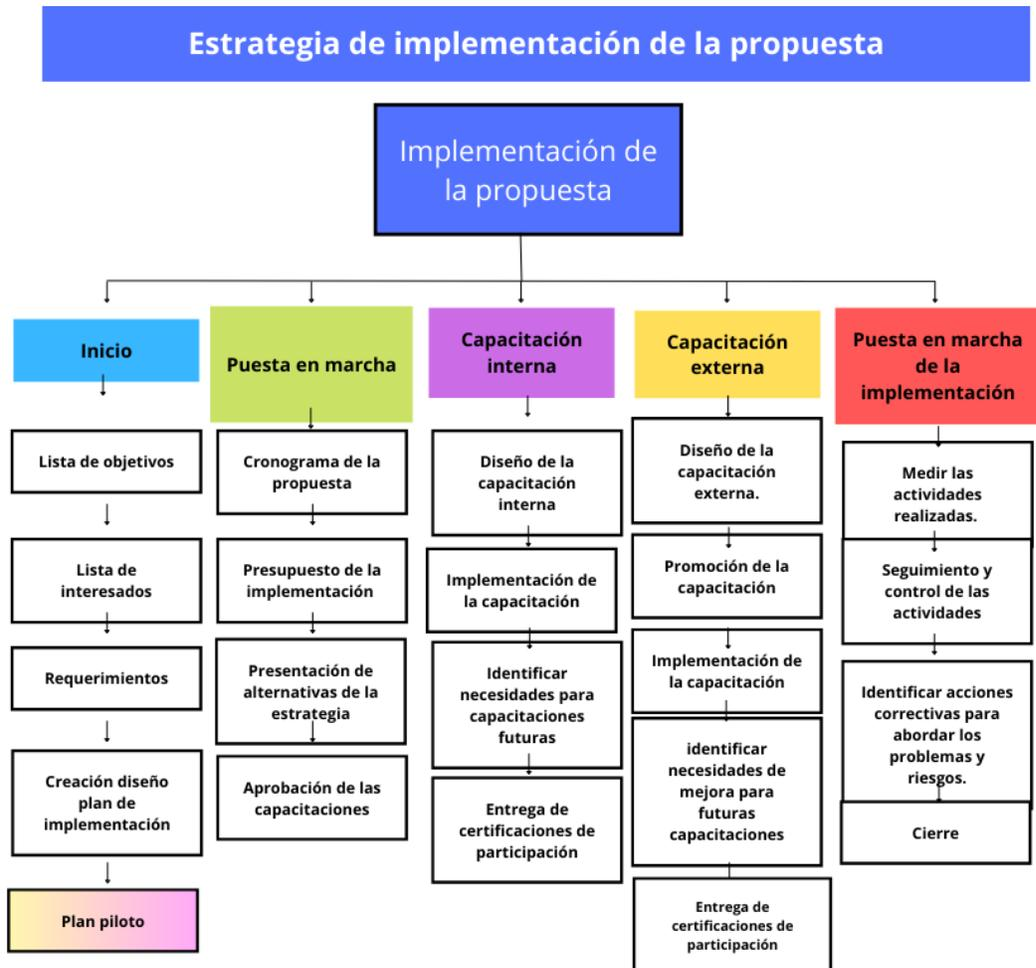 Estrategia de implementación de la propuesta
Implementación de
la propuesta
Inicio
Lista de objetivos
Lista de
interesados
Requerimientos
Creación diseño
plan de
implementación
Plan piloto
Puesta en marcha
Cronograma de la
propuesta
Presupuesto de la
implementación
Presentación de
alternativas de la
estrategia
Aprobación de las
capacitaciones
Capacitación
interna
Diseño de la
capacitación
interna
Implementación de
la capacitación
Identificar
necesidades para
capacitaciones
futuras
Entrega de
certificaciones de
participación
Capacitación
externa
Diseño de la
capacitación
externa.
Promoción de la
capacitación
Implementación de
la capacitación
identificar
necesidades de
mejora para
futuras
capacitaciones
Entrega de
certificaciones de
participación
Puesta en marcha
de la
implementación
Medir las
actividades
realizadas.
Seguimiento y
control de las
actividades
Identificar acciones
correctivas para
abordar los
problemas y
riesgos.
Cierre